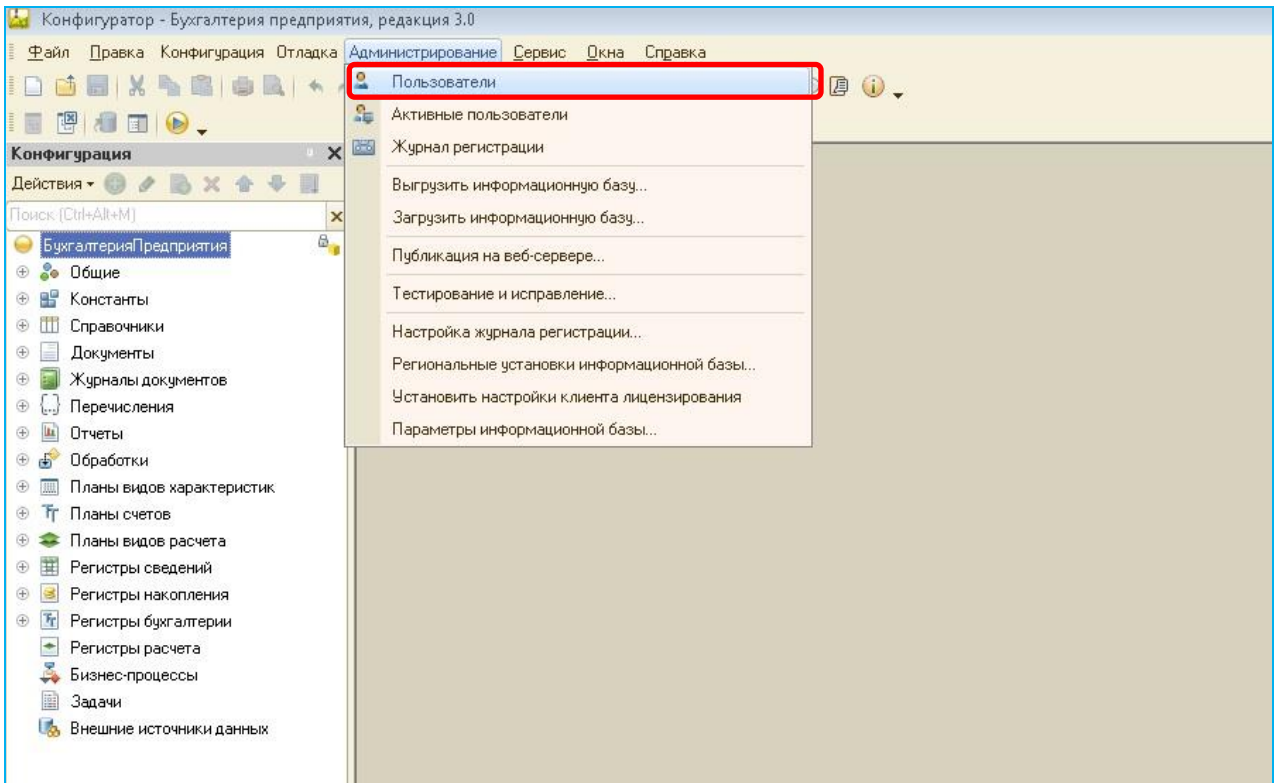 Конфигуратор - Бухгалтерия предприятия, редакция 3.0
Файл Правка Конфигурация Отладка Администрирование Сервис Окна Справка
Пользователи
Активные пользователи
Журнал регистрации
Выгрузить информационную базу...
Загрузить информационную базу...
Публикация на веб-сервере...
Тестирование и исправление...
Настройка журнала регистрации...
Региональные установки информационной базы...
Установить настройки клиента лицензирования
Параметры информационной базы...
Конфигурация
Действия
Поиск (Ctrl+Alt+M)
БухгалтерияПредприятия
Общие
Константы
Справочники
Документы
Журналы документов
Перечисления
Отчеты
Обработки
Планы видов характеристик
Планы счетов
Планы видов расчета
Регистры сведений
Регистры накопления
Регистры бухгалтерии
Регистры расчета
Бизнес-процессы
Задачи
Внешние источники данных